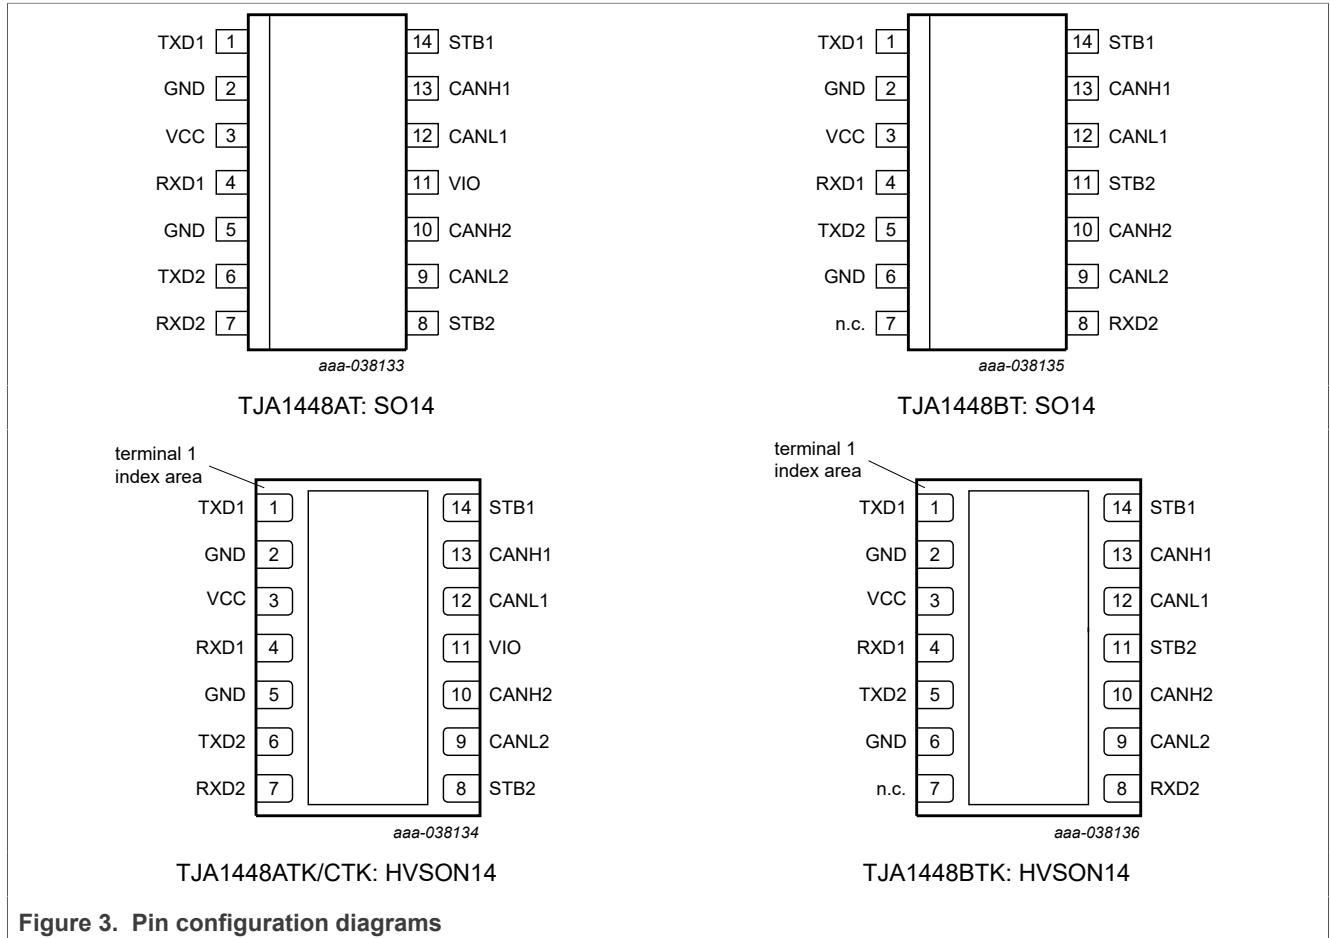 TXD1 1 14 STB1
GND 2 13 CANH1
VCC 3 12 CANL1
RXD1 4 11 VIO
GND 5 10 CANH2
TXD2 6 9 CANL2
RXD2 7 8 STB2
aaa-038133
TJA1448AT: SO14
TXD1 1 14 STB1
GND 2 13 CANH1
VCC 3 12 CANL1
RXD1 4 11 STB2
TXD2 5 10 CANH2
GND 6 9 CANL2
n.c. 7 8 RXD2
aaa-038135
TJA1448BT: SO14
terminal 1
index area
TXD1 1 14 STB1
GND 2 13 CANH1
VCC 3 12 CANL1
RXD1 4 11 VIO
GND 5 10 CANH2
TXD2 6 9 CANL2
RXD2 7 8 STB2
aaa-038134
TJA1448ATK/CTK: HVSON14
terminal 1
index area
TXD1 1 14 STB1
GND 2 13 CANH1
VCC 3 12 CANL1
RXD1 4 11 STB2
TXD2 5 10 CANH2
GND 6 9 CANL2
n.c. 7 8 RXD2
aaa-038136
TJA1448BTK: HVSON14
Figure 3. Pin configuration diagrams